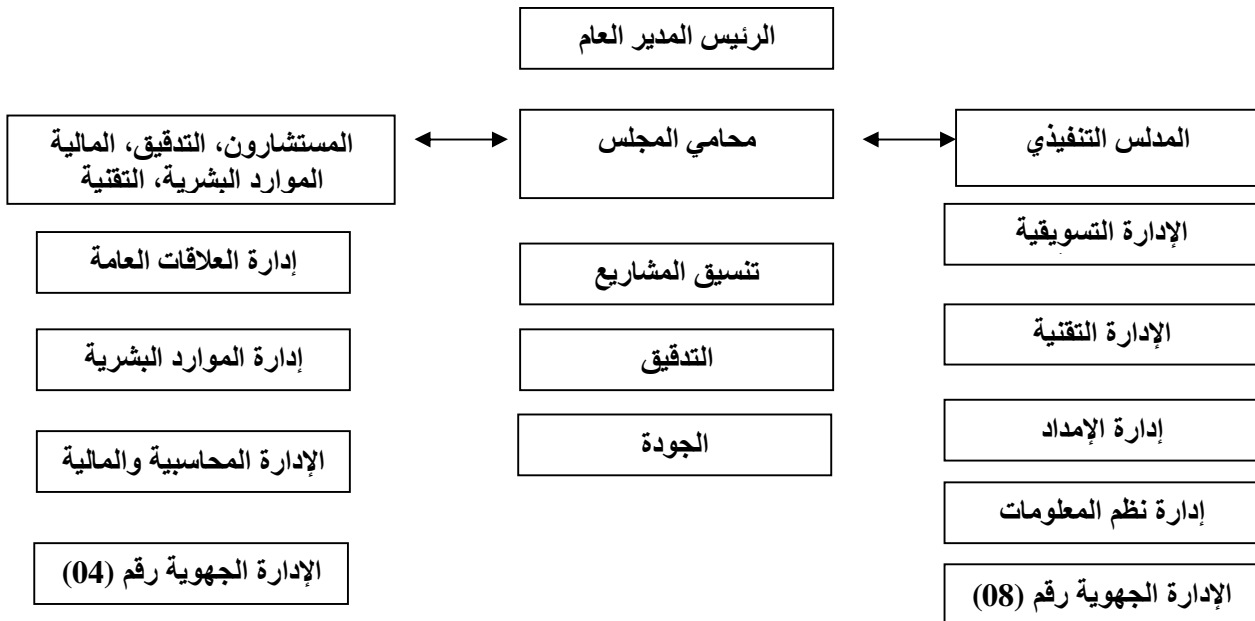 الرئيس المدير العام
المدلس التنفيذي
محامي المجلس
المستشارون، التدقيق، المالية
الموارد البشرية، التقنية
الإدارة التسويقية
تنسيق المشاريع
إدارة العلاقات العامة
الإدارة التقنية
التدقيق
إدارة الموارد البشرية
إدارة الإمداد
الجودة
الإدارة المحاسبية والمالية
إدارة نظم المعلومات
الإدارة الجهوية رقم (04)
الإدارة الجهوية رقم (08)